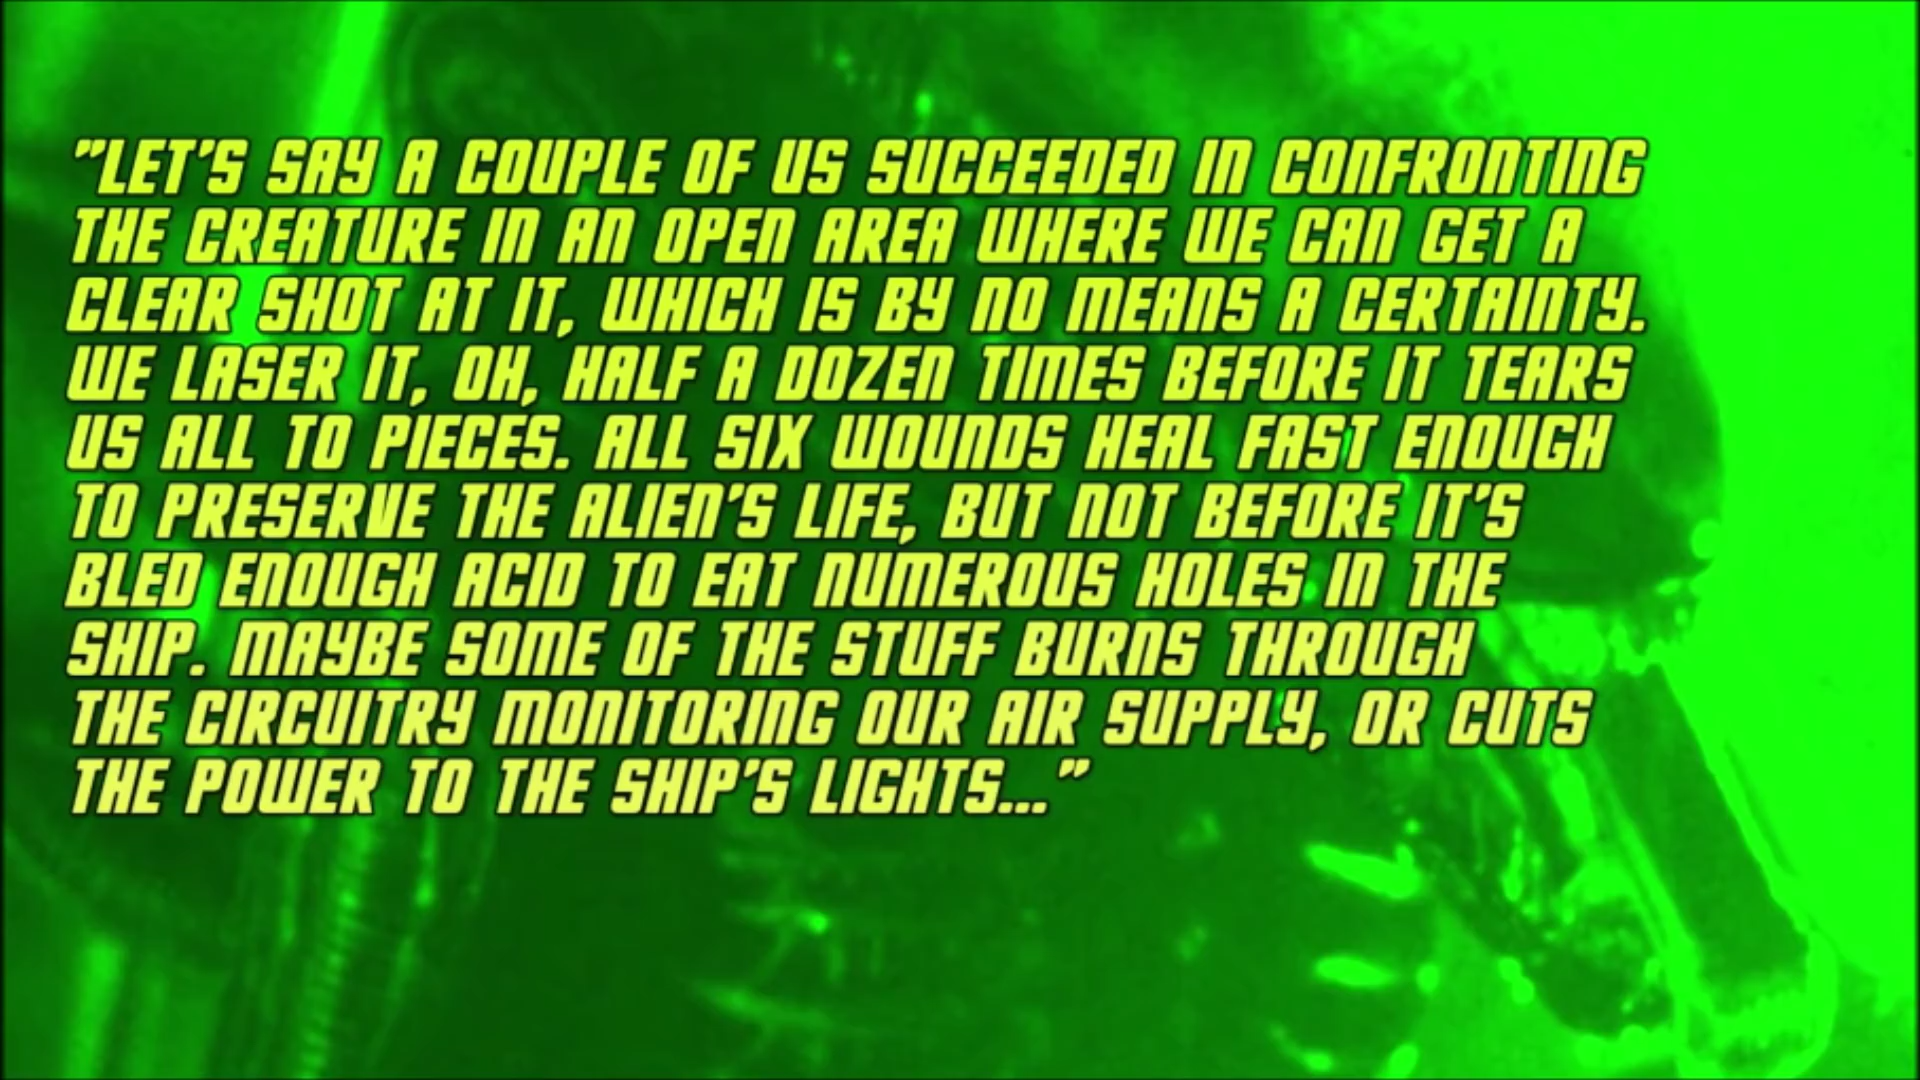 "LET'S SAY A COUPLE OF US SUCCEEDED IN CONFRONTING
THE CREATURE IN AN OPEN AREA WHERE WE CAN GET A
CLEAR SHOT AT IT, WHICH IS BY NO MEANS A CERTAINTY.
WE LASER IT, OH, HALF A DOZEN TIMES BEFORE IT TEARS
US ALL TO PIECES. ALL SIX WOUNDS HEAL FAST ENOUGH
TO PRESERVE THE ALIEN'S LIFE, BUT NOT BEFORE IT'S
BLED ENOUGH ACID TO EAT NUMEROUS HOLES IN THE
SHIP. MAYBE SOME OF THE STUFF BURNS THROUGH
THE CIRCUITRY MONITORING OUR AIR SUPPLY, OR CUTS
THE POWER TO THE SHIP'S LIGHTS..."